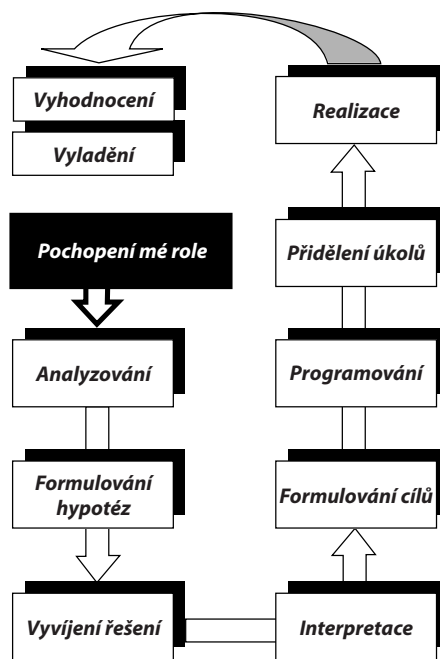 Vyhodnocení
Vyladění
Pochopení mé role
Analyzování
Formulování
hypotéz
Vyvíjení řešení
Interpretace
Formulování cílů
Programování
Přidělení úkolů
Realizace